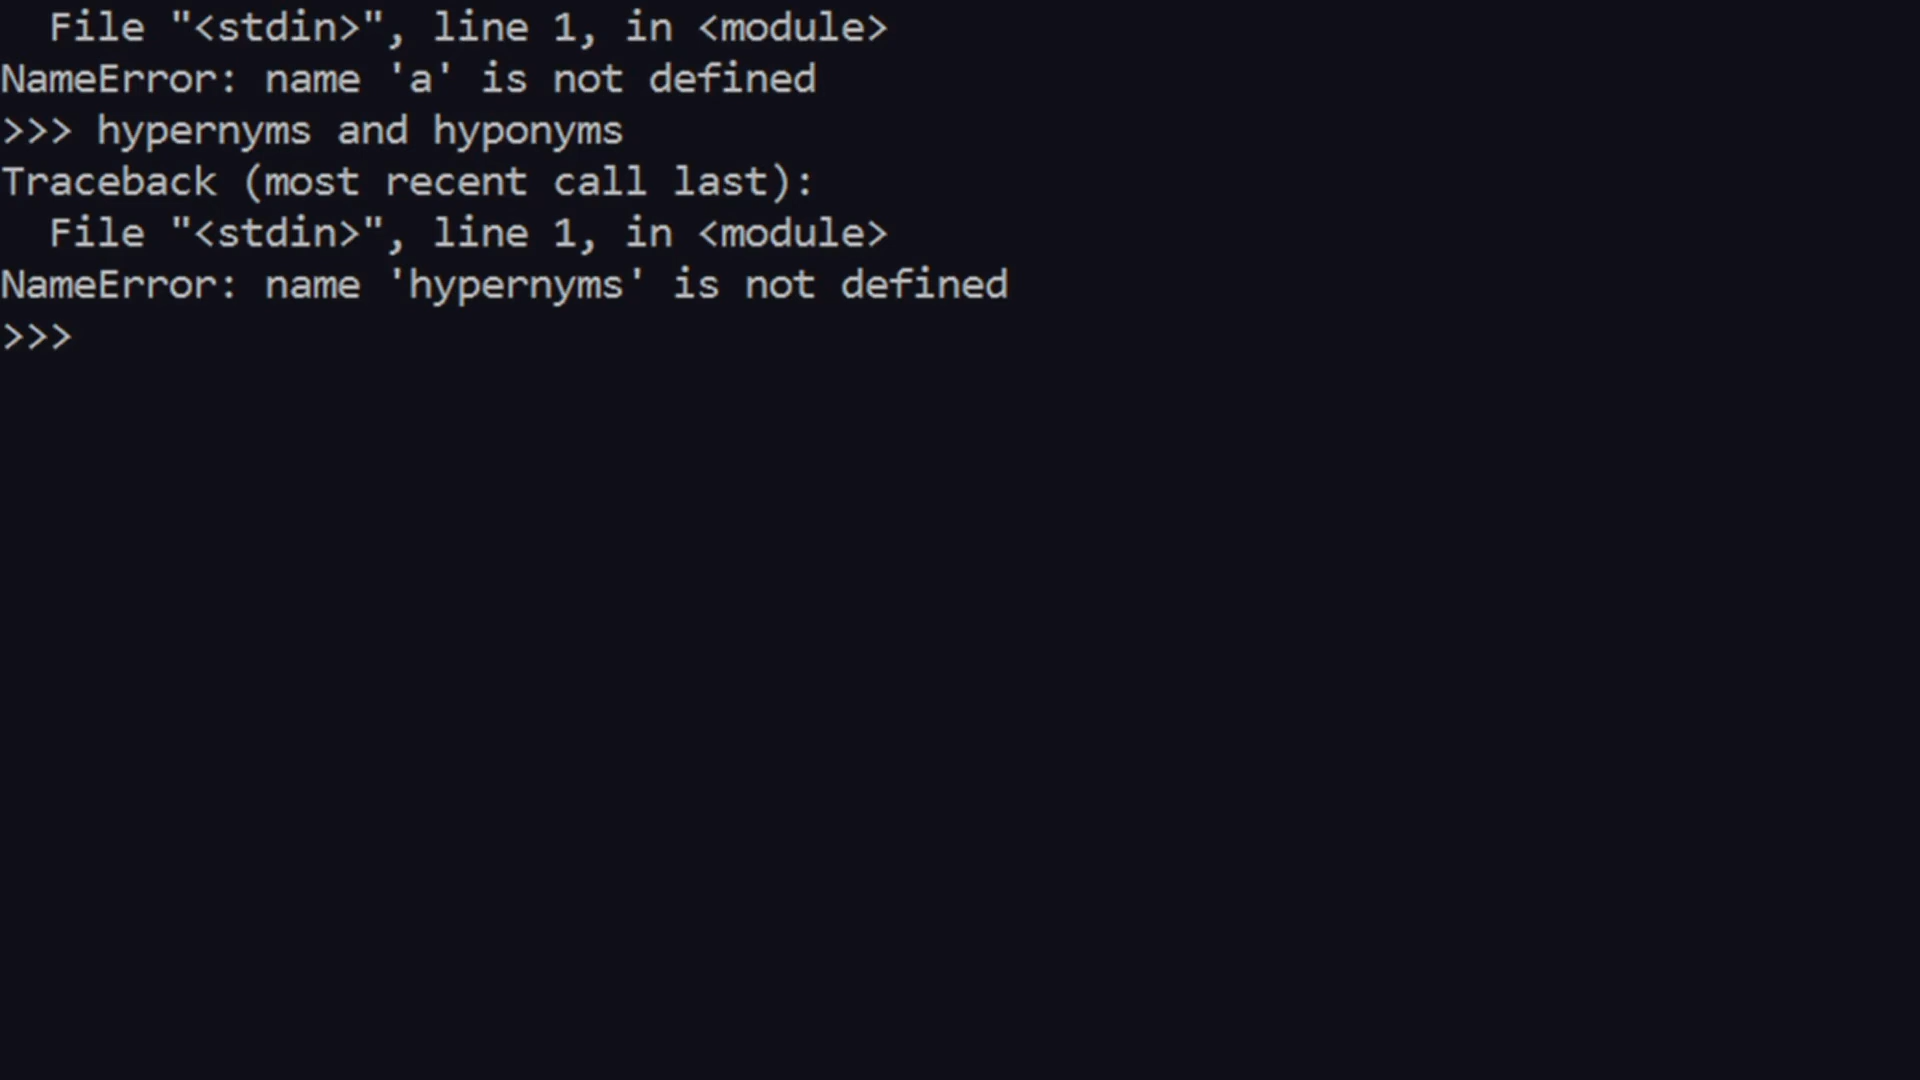 File "<stdin>", line 1, in <module>
NameError: name 'a' is not defined
>>> hypernyms and hyponyms
Traceback (most recent call last):
  File "<stdin>", line 1, in <module>
NameError: name 'hypernyms' is not defined
>>>